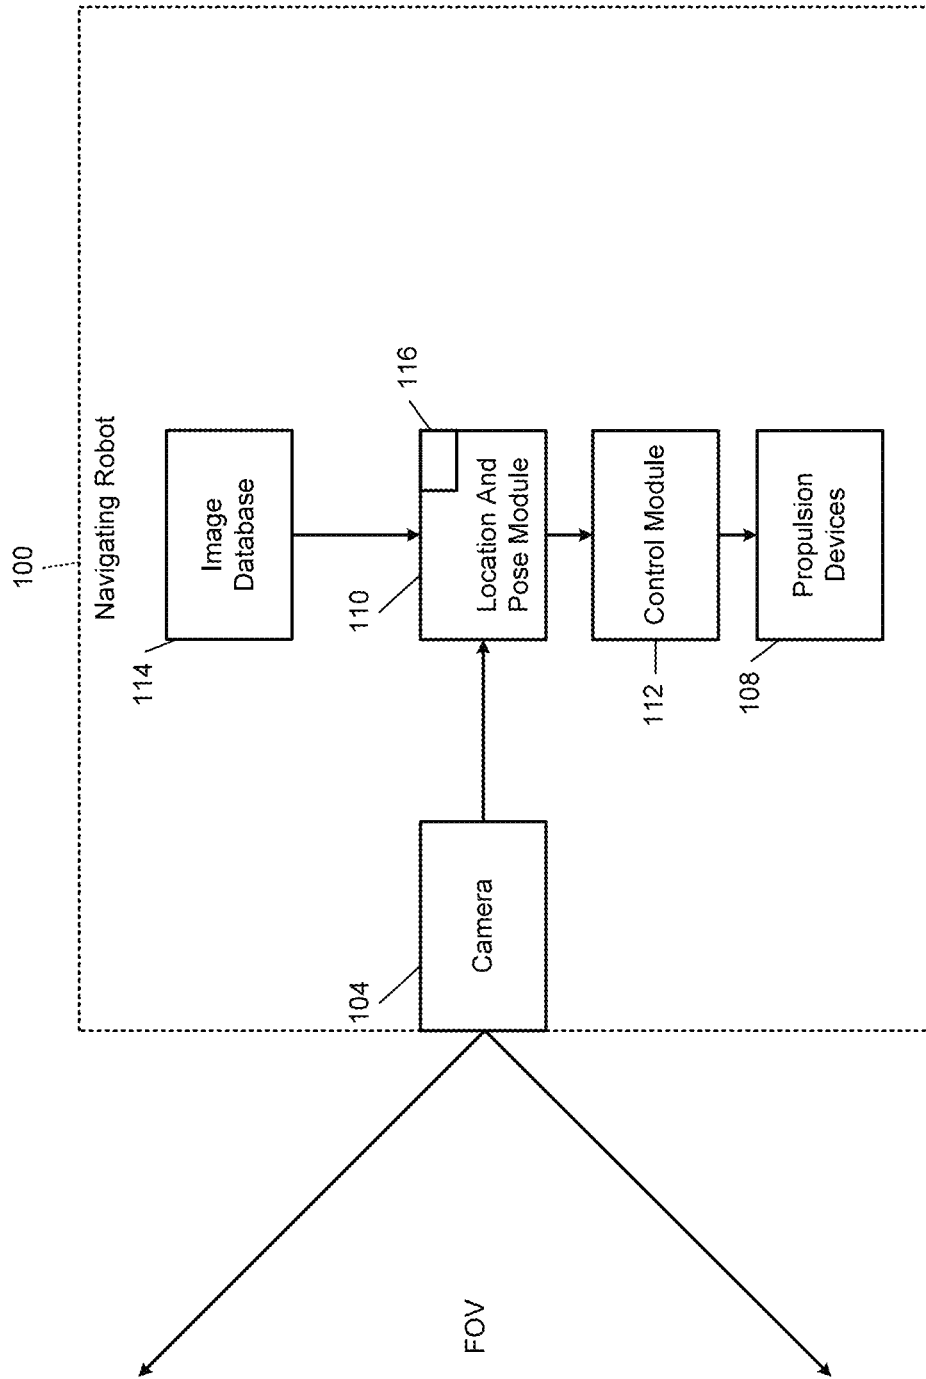 100
Navigating Robot
114
Image
Database
104
Camera
110
116
Location And
Pose Module
112
Control Module
108
Propulsion
Devices
FOV